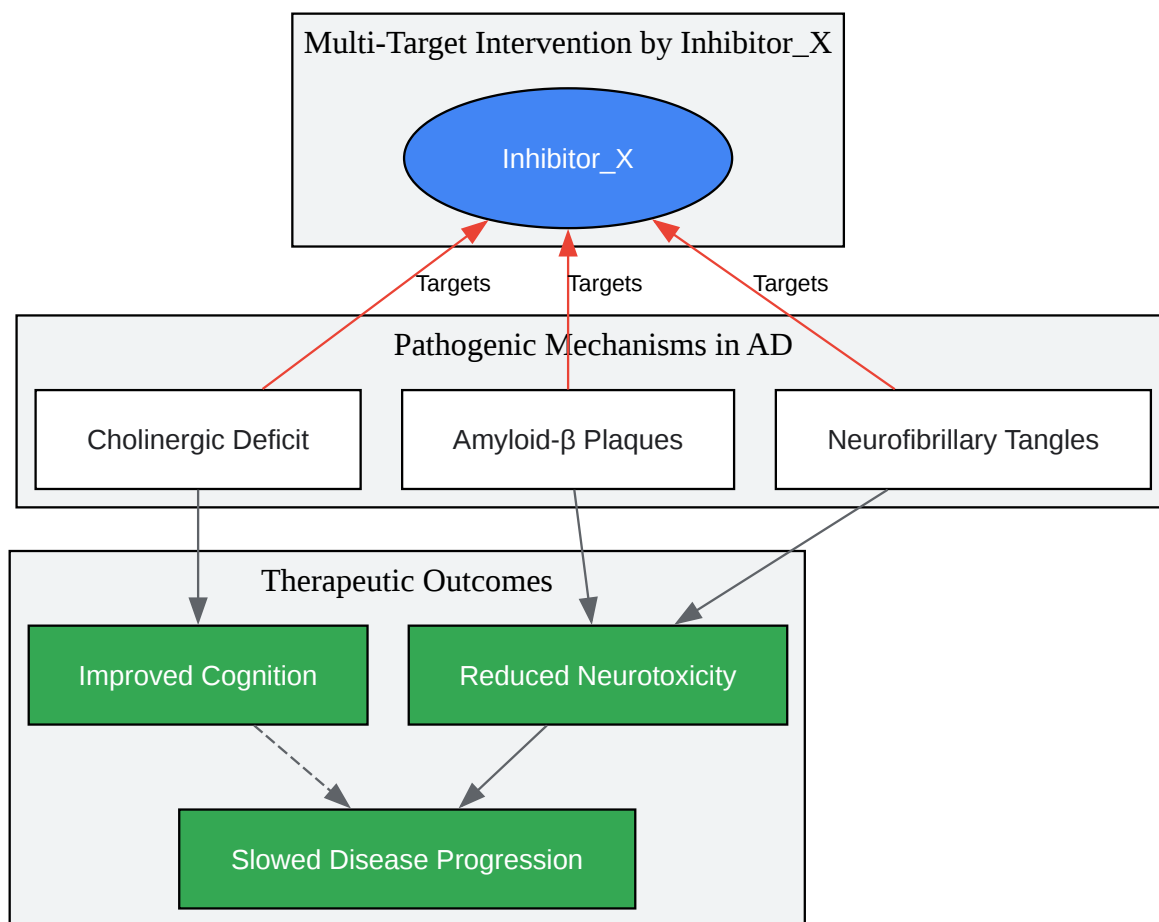 Multi-Target Intervention by Inhibitor_X
Inhibitor_X
Targets
Targets
Targets
Pathogenic Mechanisms in AD
Cholinergic Deficit
Amyloid-β Plaques
Neurofibrillary Tangles
Therapeutic Outcomes
Improved Cognition
Reduced Neurotoxicity
Slowed Disease Progression